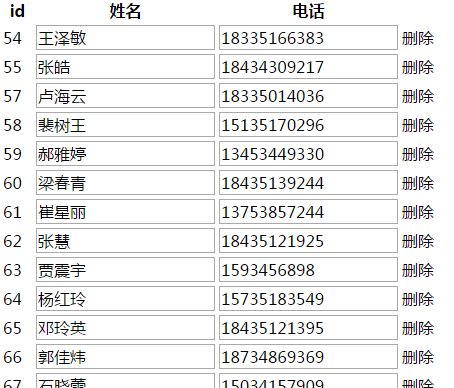 id 姓名 电话
54 王泽敏 18335166383 删除
55 张皓 18434309217 删除
57 卢海云 18335014036 删除
58 裴树王 15135170296 删除
59 郝雅婷 13453449330 删除
60 梁春青 18435139244 删除
61 崔星丽 13753857244 删除
62 张慧 18435121925 删除
63 贾震宇 1593456898 删除
64 杨红玲 15735183549 删除
65 邓玲英 18435121395 删除
66 郭佳炜 18734869369 删除
67 石晓蕾 15034157909 删除